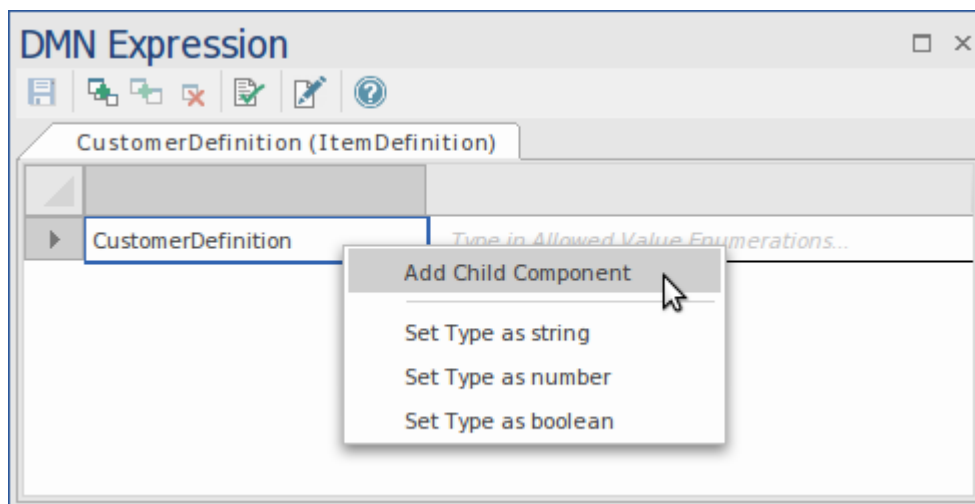 DMN Expression
CustomerDefinition (ItemDefinition)
CustomerDefinition
Type in Allowed Value Enumerations...
Add Child Component
Set Type as string
Set Type as number
Set Type as boolean